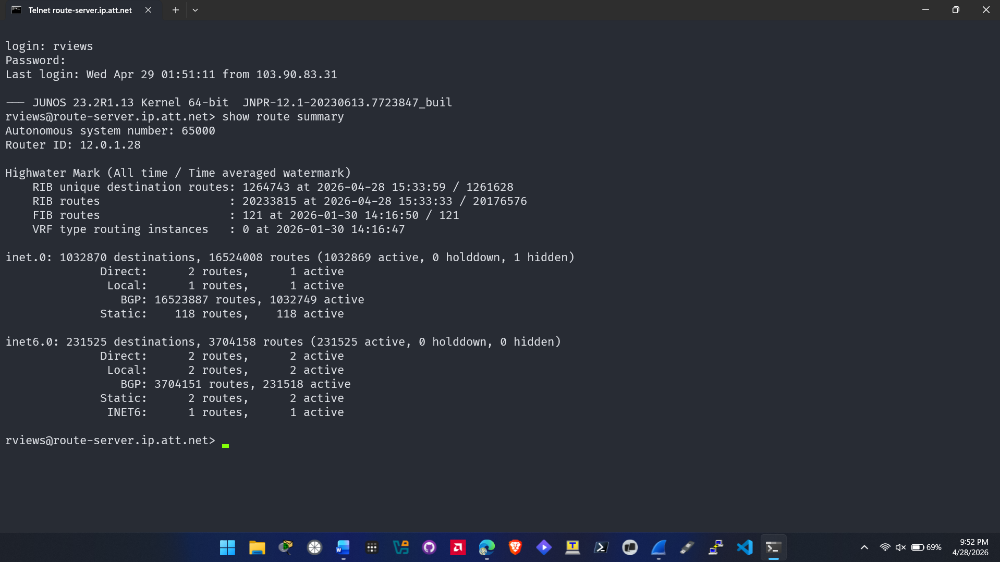 Telnet route-server.ip.att.net
login: rviews
Password:
Last login: Wed Apr 29 01:51:11 from 103.90.83.31
--- JUNOS 23.2R1.13 Kernel 64-bit  JNPR-12.1-20230613.7723847_buil
rviews@route-server.ip.att.net> show route summary
Autonomous system number: 65000
Router ID: 12.0.1.28
Highwater Mark (All time / Time averaged watermark)
    RIB unique destination routes: 1264743 at 2026-04-28 15:33:59 / 1261628
    RIB routes                   : 20233815 at 2026-04-28 15:33:33 / 20176576
    FIB routes                   : 121 at 2026-01-30 14:16:50 / 121
    VRF type routing instances   : 0 at 2026-01-30 14:16:47
inet.0: 1032870 destinations, 16524008 routes (1032869 active, 0 holddown, 1 hidden)
              Direct:      2 routes,      1 active
               Local:      1 routes,      1 active
                 BGP: 16523887 routes, 1032749 active
              Static:    118 routes,    118 active
inet6.0: 231525 destinations, 3704158 routes (231525 active, 0 holddown, 0 hidden)
              Direct:      2 routes,      2 active
               Local:      2 routes,      2 active
                 BGP: 3704151 routes, 231518 active
              Static:      2 routes,      2 active
               INET6:      1 routes,      1 active
rviews@route-server.ip.att.net>
69%
9:52 PM
4/28/2026